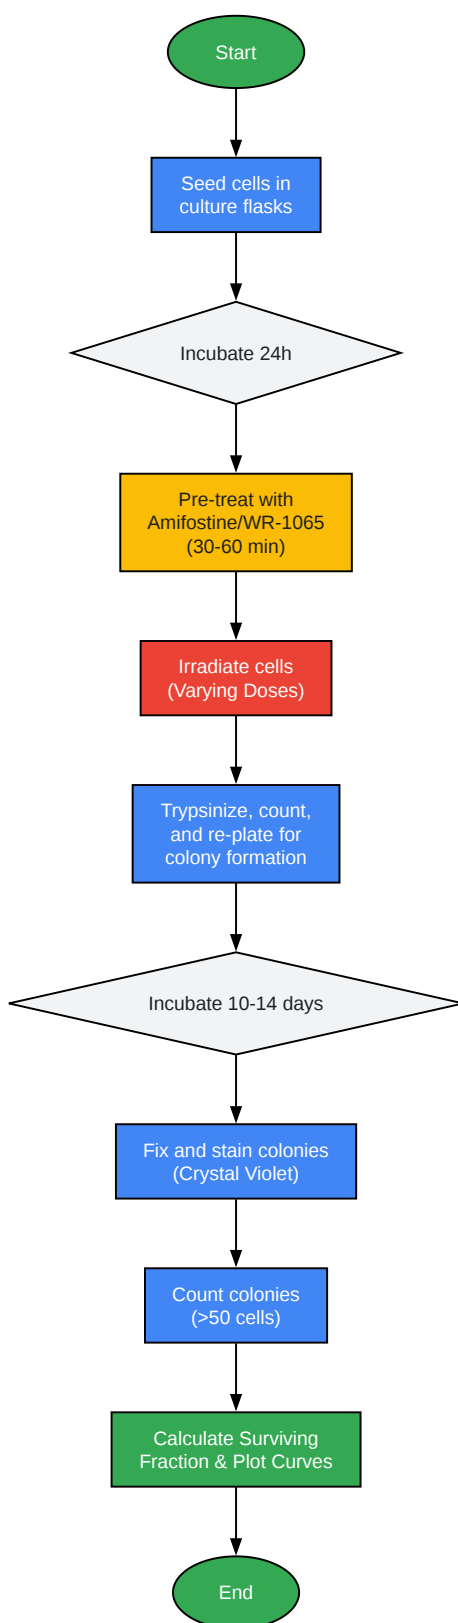 Start
Seed cells in
culture flasks
Incubate 24h
Pre-treat with
Amifostine/WR-1065
(30-60 min)
Irradiate cells
(Varying Doses)
Trypsinize, count,
and re-plate for
colony formation
Incubate 10-14 days
Fix and stain colonies
(Crystal Violet)
Count colonies
(>50 cells)
Calculate Surviving
Fraction & Plot Curves
End